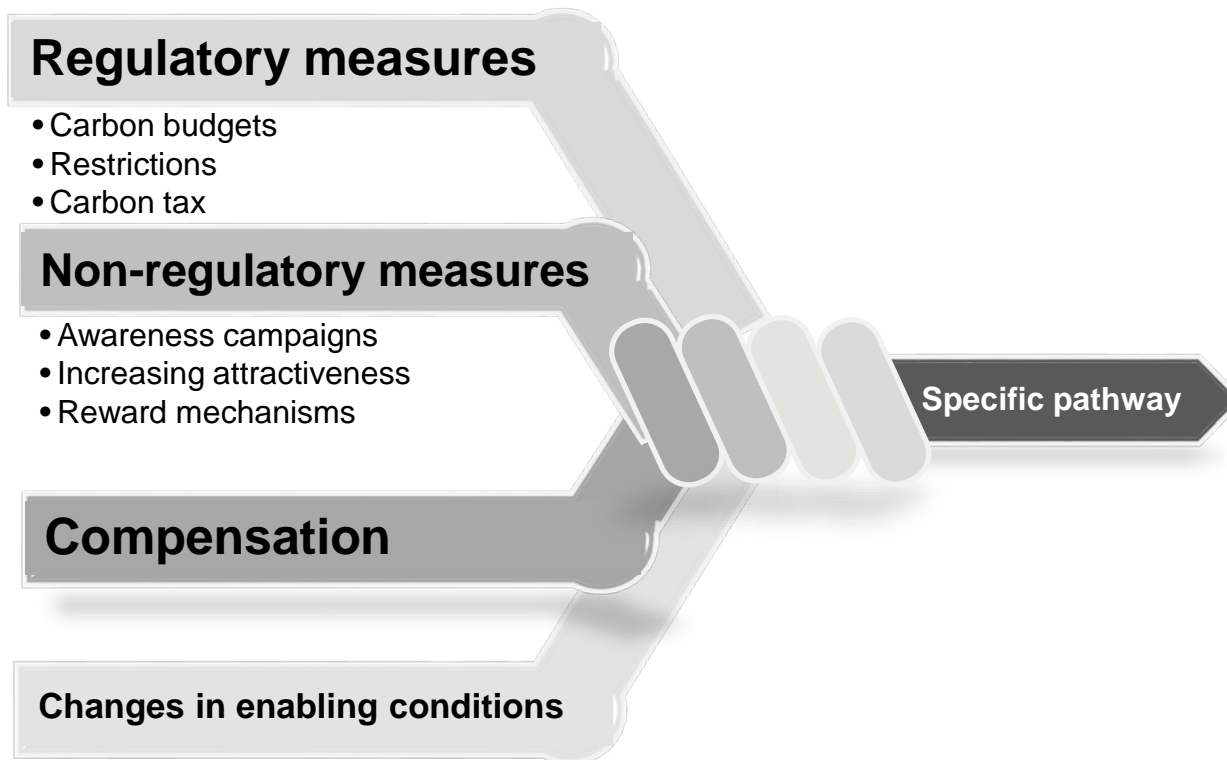 Regulatory measures
• Carbon budgets
• Restrictions
• Carbon tax
Non-regulatory measures
• Awareness campaigns
• Increasing attractiveness
• Reward mechanisms
Specific pathway
Compensation
Changes in enabling conditions